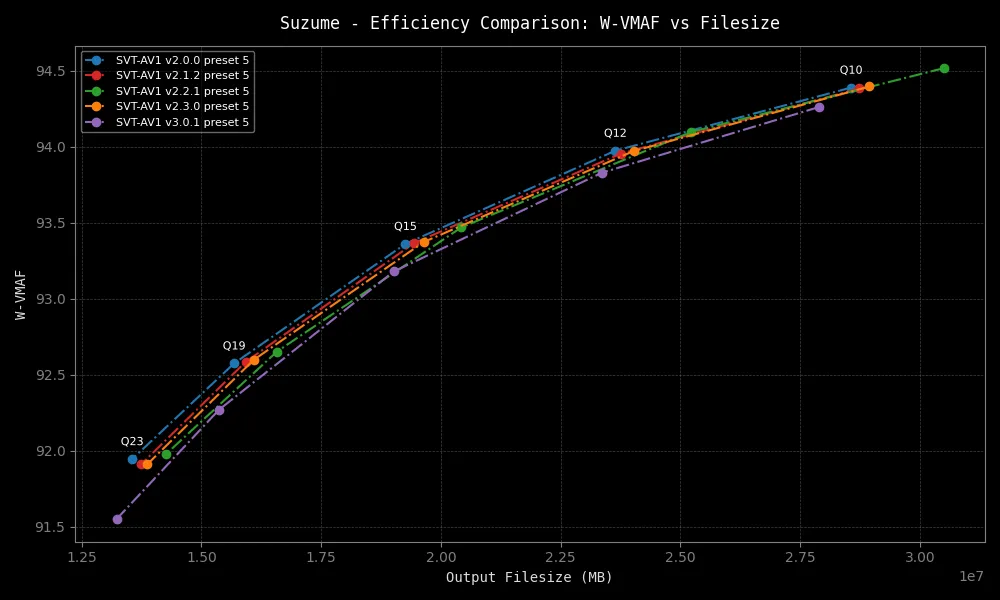 Suzume - Efficiency Comparison: W-VMAF vs Filesize
SVT-AV1 v2.0.0 preset 5
SVT-AV1 v2.1.2 preset 5
SVT-AV1 v2.2.1 preset 5
SVT-AV1 v2.3.0 preset 5
SVT-AV1 v3.0.1 preset 5
94.5
94.0
93.5
93.0
92.5
92.0
91.5
W-VMAF
Q10
Q12
Q15
Q19
Q23
1.25 1.50 1.75 2.00 2.25 2.50 2.75 3.00
1e7
Output Filesize (MB)